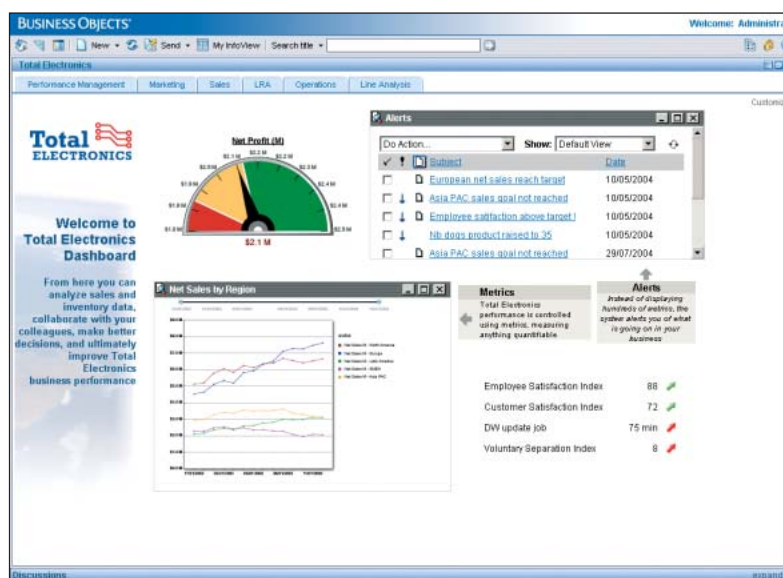 BUSINESS OBJECTS
Welcome: Administra
New Send My InfoView Search title
Total Electronics
Performance Management Marketing Sales LRA Operations Line Analysis
Customiz
Total
ELECTRONICS
Welcome to
Total Electronics
Dashboard
From here you can
analyze sales and
inventory data,
collaborate with your
colleagues, make better
decisions, and ultimately
improve Total
Electronics
business performance
Net Profit (M)
$2.1 M
Alerts
Do Action... Show: Default View
Subject Date
European net sales reach target 10/05/2004
Asia PAC sales goal not reached 10/05/2004
Employee satifaction above target ! 10/05/2004
Nb dogs product raised to 35 10/05/2004
Asia PAC sales goal not reached 29/07/2004
Net Sales by Region
Metrics
Total Electronics
performance is controlled
using metrics, measuring
anything quantifiable
Alerts
Instead of displaying
hundreds of metrics, the
system alerts you of what
is going on in your
business
Employee Satisfaction Index 88
Customer Satisfaction Index 72
DW update job 75 min
Voluntary Separation Index 8
Discussions
expand